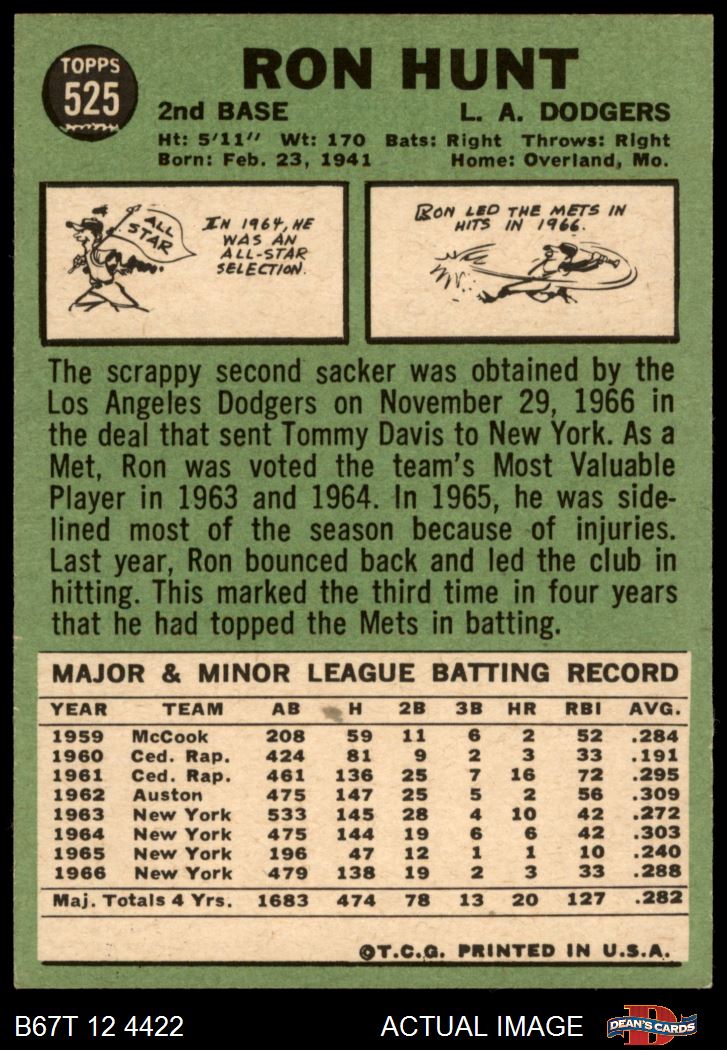 TOPPS
525
RON HUNT
2nd BASE L. A. DODGERS
Ht: 5'11" Wt: 170 Bats: Right Throws: Right
Born: Feb. 23, 1941 Home: Overland, Mo.
ALL
STAR
IN 1964, HE
WAS AN
ALL-STAR
SELECTION.
RON LED THE METS IN
HITS IN 1966.
The scrappy second sacker was obtained by the
Los Angeles Dodgers on November 29, 1966 in
the deal that sent Tommy Davis to New York. As a
Met, Ron was voted the team's Most Valuable
Player in 1963 and 1964. In 1965, he was side-
lined most of the season because of injuries.
Last year, Ron bounced back and led the club in
hitting. This marked the third time in four years
that he had topped the Mets in batting.
MAJOR & MINOR LEAGUE BATTING RECORD
YEAR TEAM AB H 2B 3B HR RBI AVG.
1959 McCook 208 59 11 6 2 52 .284
1960 Ced. Rap. 424 81 9 2 3 33 .191
1961 Ced. Rap. 461 136 25 7 16 72 .295
1962 Auston 475 147 25 5 2 56 .309
1963 New York 533 145 28 4 10 42 .272
1964 New York 475 144 19 6 6 42 .303
1965 New York 196 47 12 1 1 10 .240
1966 New York 479 138 19 2 3 33 .288
Maj. Totals 4 Yrs. 1683 474 78 13 20 127 .282
©T.C.G. PRINTED IN U.S.A.
B67T 12 4422 ACTUAL IMAGE
D
DEAN'S CARDS